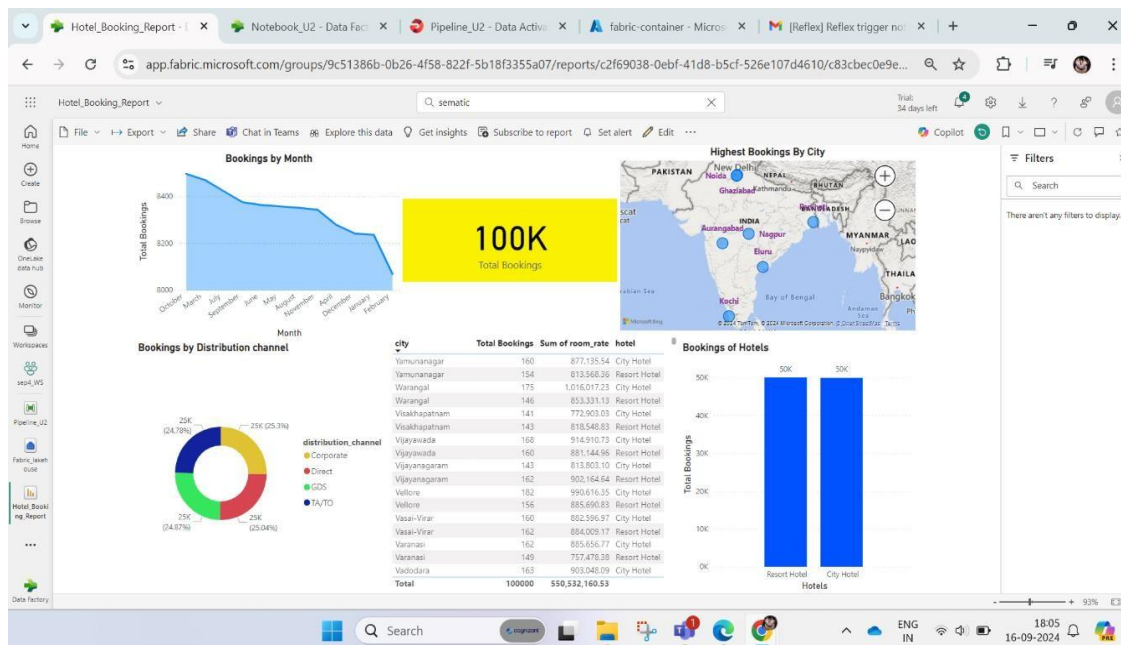 Hotel_Booking_Report - 
Notebook_U2 - Data Fac
Pipeline_U2 - Data Activa
fabric-container - Micros
[Reflex] Reflex trigger no
app.fabric.microsoft.com/groups/9c51386b-0b26-4f58-822f-5b18f3355a07/reports/c2f69038-0ebf-41d8-b5cf-526e107d4610/c83cbec0e9e...
Hotel_Booking_Report
sematic
Trial:
34 days left
4
File
Export
Share
Chat in Teams
Explore this data
Get insights
Subscribe to report
Set alert
Edit
...
Copilot
Home
Create
Browse
OneLake
data hub
Monitor
Workspaces
sep4_WS
Pipeline_U2
Fabric_lakeh
ouse
Hotel_Booki
ng_Report
...
Data Factory
Bookings by Month
Total Bookings
8400
8200
8000
October
March
July
September
June
May
August
November
April
December
January
February
Month
100K
Total Bookings
Highest Bookings By City
PAKISTAN
New Delhi
Noida
NEPAL
Ghaziabad
Kathmandu
BHUTAN
BANGLADESH
INDIA
Aurangabad
Nagpur
MYANMAR
LAO
Eluru
Naypyidaw
THAILA
Bay of Bengal
Bangkok
Andaman
Sea
Kochi
Microsoft Bing
© 2024 TomTom, © 2024 Microsoft Corporation, © OpenStreetMap Terms
Filters
Search
There aren't any filters to display.
Bookings by Distribution channel
25K
(24.78%)
25K (25.3%)
25K
(24.87%)
25K
(25.04%)
distribution_channel
Corporate
Direct
GDS
TA/TO
city Total Bookings Sum of room_rate hotel
Yamunanagar 160 877,135.54 City Hotel
Yamunanagar 154 813,568.36 Resort Hotel
Warangal 175 1,016,017.23 City Hotel
Warangal 146 853,331.13 Resort Hotel
Visakhapatnam 141 772,903.03 City Hotel
Visakhapatnam 143 818,548.83 Resort Hotel
Vijayawada 168 914,910.73 City Hotel
Vijayawada 160 881,144.96 Resort Hotel
Vijayanagaram 143 813,803.10 City Hotel
Vijayanagaram 162 902,164.64 Resort Hotel
Vellore 182 990,616.35 City Hotel
Vellore 156 885,690.83 Resort Hotel
Vasai-Virar 160 882,596.97 City Hotel
Vasai-Virar 162 884,009.17 Resort Hotel
Varanasi 162 885,656.77 City Hotel
Varanasi 149 757,478.38 Resort Hotel
Vadodara 163 903,048.09 City Hotel
Total 100000 550,532,160.53
Bookings of Hotels
Total Bookings
50K
40K
30K
20K
10K
0K
50K
50K
Resort Hotel
City Hotel
Hotels
- + 93%
Search
cognizant
1
ENG
IN
18:05
16-09-2024
PRE